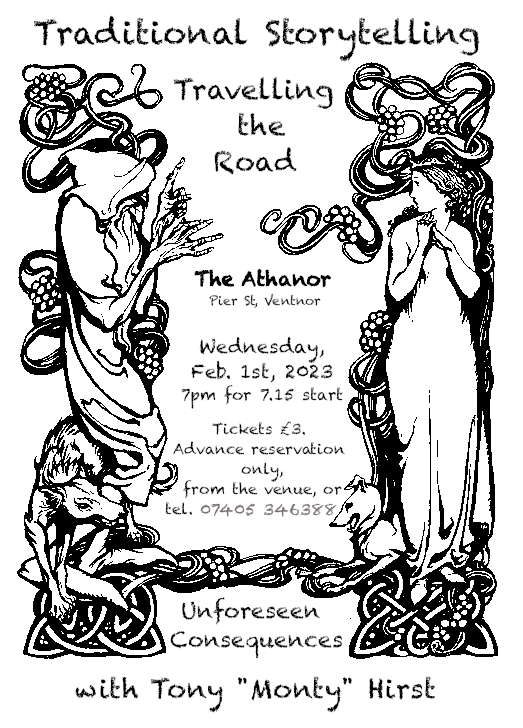 Traditional Storytelling
Travelling
the
Road
The Athanor
Pier St, Ventnor
Wednesday,
Feb. 1st, 2023
7pm for 7.15 start
Tickets £3.
Advance reservation
only,
from the venue, or
tel. 07405 346388
Unforeseen
Consequences
with Tony "Monty" Hirst